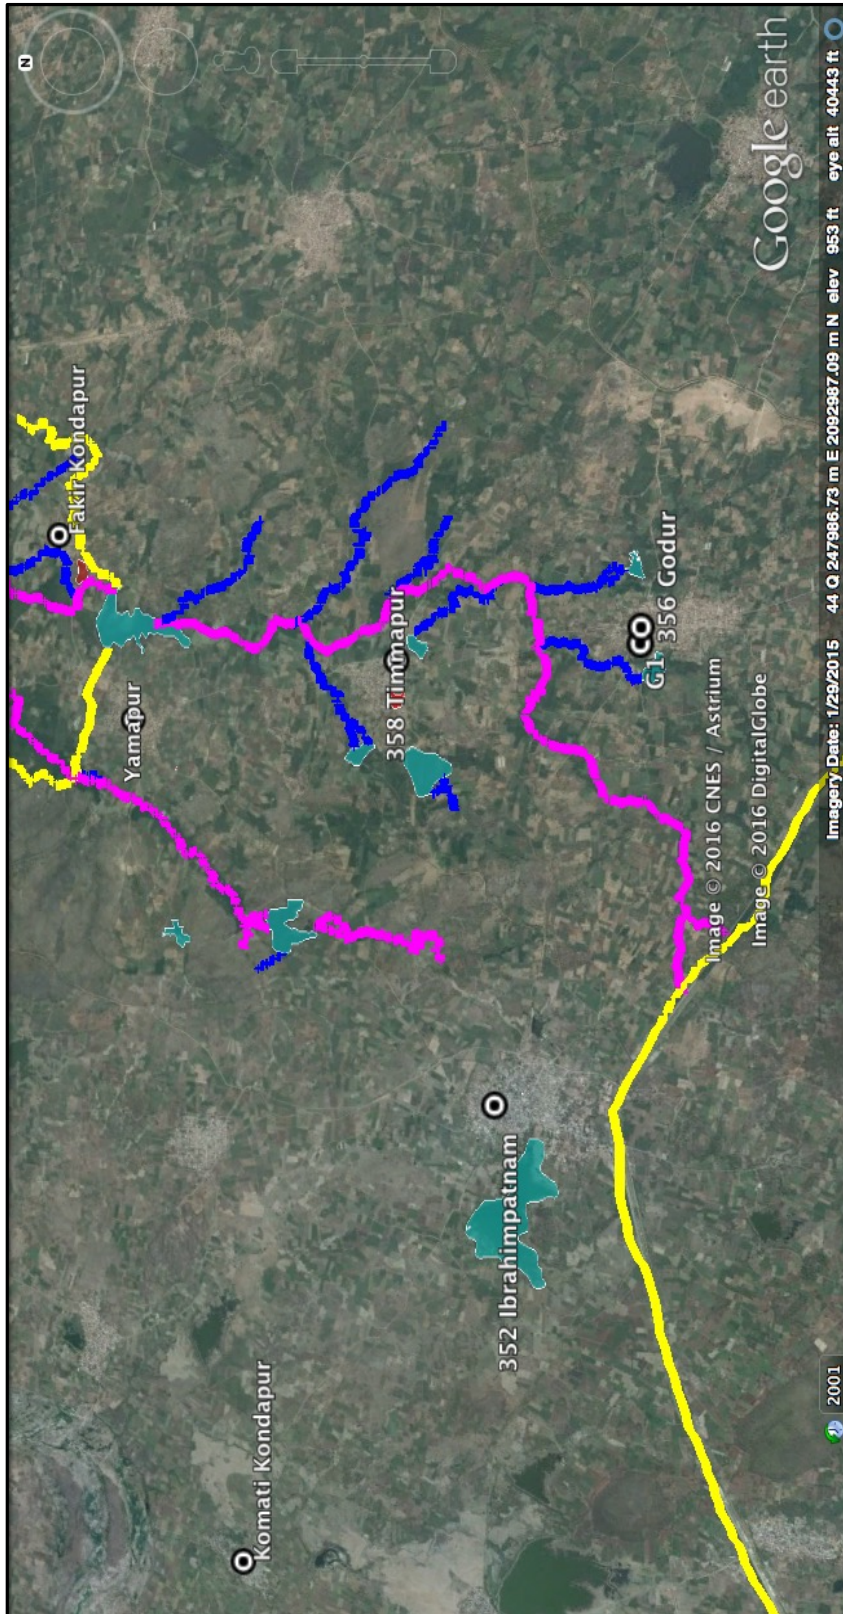 N
Fakir Kondapur
Yamapur
358 Timmapur
356 Godur
G1
352 Ibrahimpatnam
Komati Kondapur
Image © 2016 CNES / Astrium
Image © 2016 DigitalGlobe
Google earth
2001
Imagery Date: 1/29/2015 44 Q 247986.73 m E 2092987.09 m N elev 953 ft eye alt 40443 ft